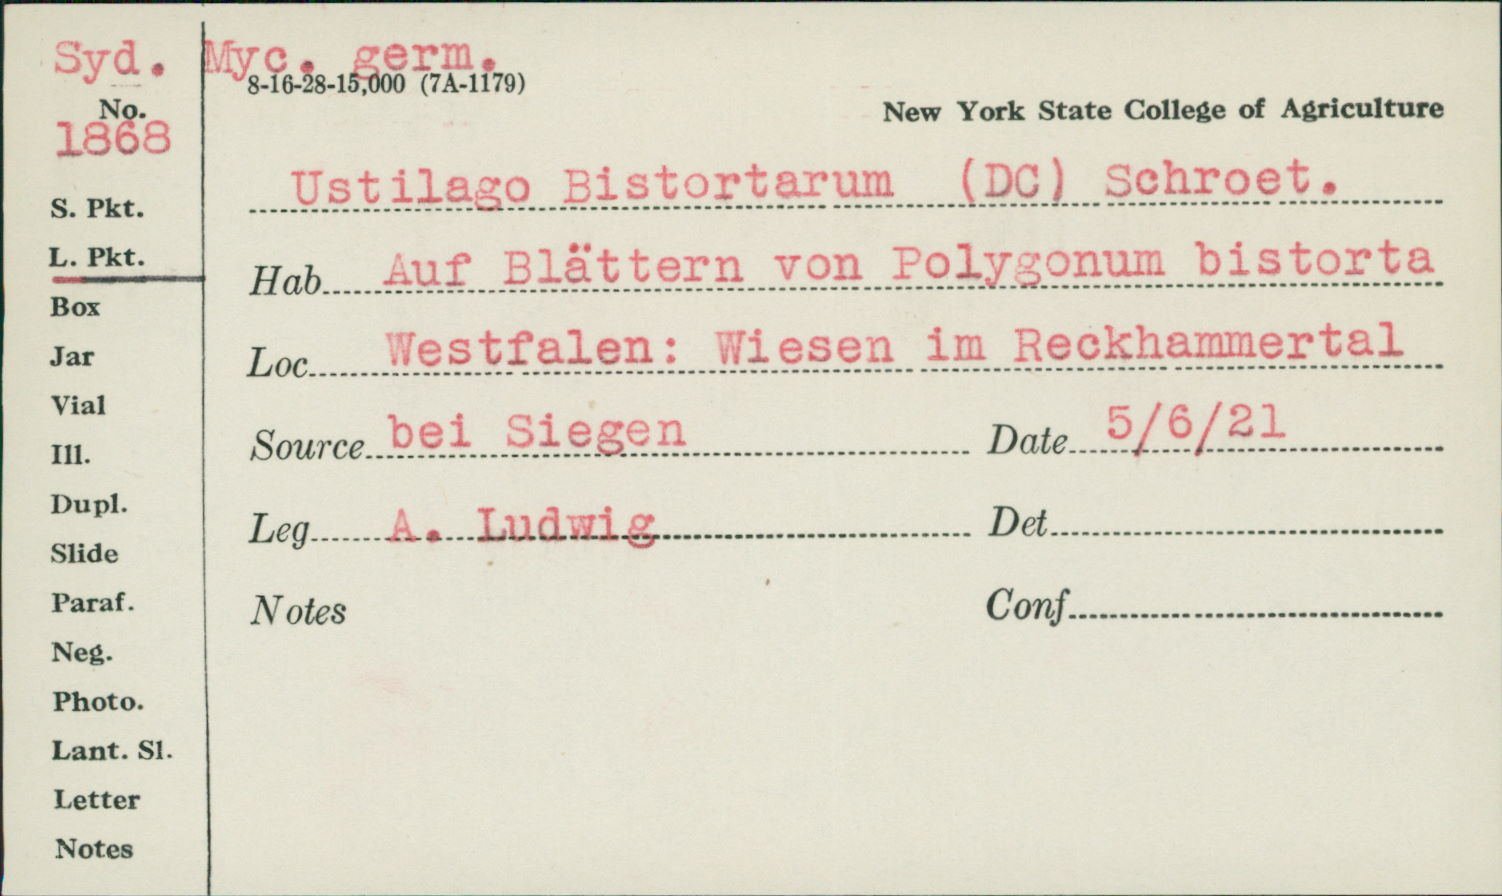 Syd. Myc. germ.
8-16-28-15,000 (7A-1179)
No.
1868
New York State College of Agriculture
Ustilago Bistortarum (DC) Schroet.
S. Pkt.
L. Pkt.
Hab Auf Blättern von Polygonum bistorta
Box
Jar
Loc Westfalen: Wiesen im Reckhammertal
Vial
Source bei Siegen Date 5/6/21
Ill.
Dupl.
Leg A. Ludwig Det
Slide
Paraf.
Notes Conf
Neg.
Photo.
Lant. Sl.
Letter
Notes